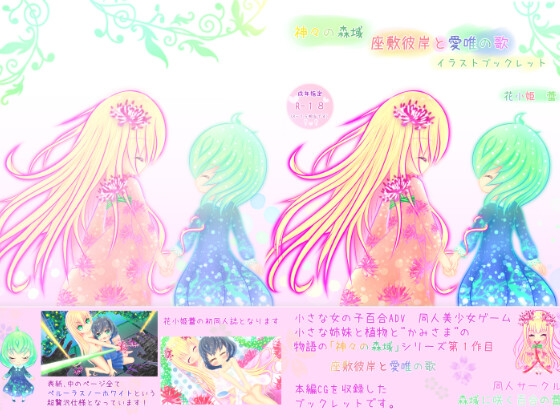 神々の森域
座敷彼岸と愛唯の歌
イラストブックレット
花小姫 雪
成年指定
R-18
花小姫雪の初同人誌となります
表紙、中のページ全て
ペルーラスノーホワイトという
超贅沢仕様となっています!
小さな女の子百合ADV 同人美少女ゲーム
小さな姉妹と植物と"かみさま"の
物語の「神々の森域」シリーズ第1作目
座敷彼岸と愛唯の歌
本編CGを収録した
ブックレットです。
同人サークル